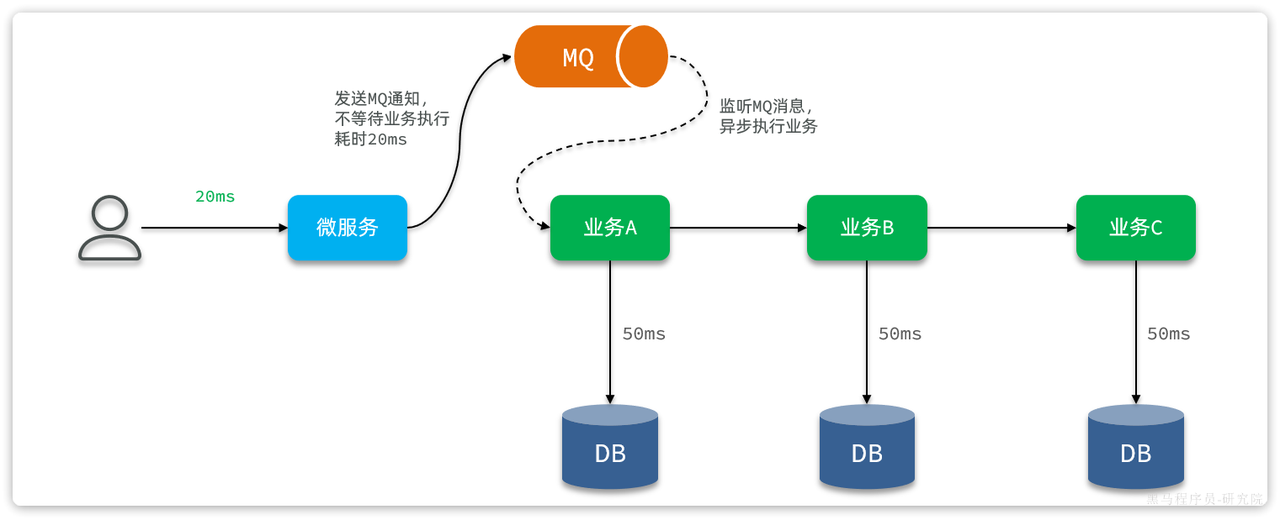 MQ
发送MQ通知，
不等待业务执行
耗时20ms
监听MQ消息，
异步执行业务
20ms
微服务
业务A
业务B
业务C
50ms
50ms
50ms
DB
DB
DB
黑马程序员-研究院